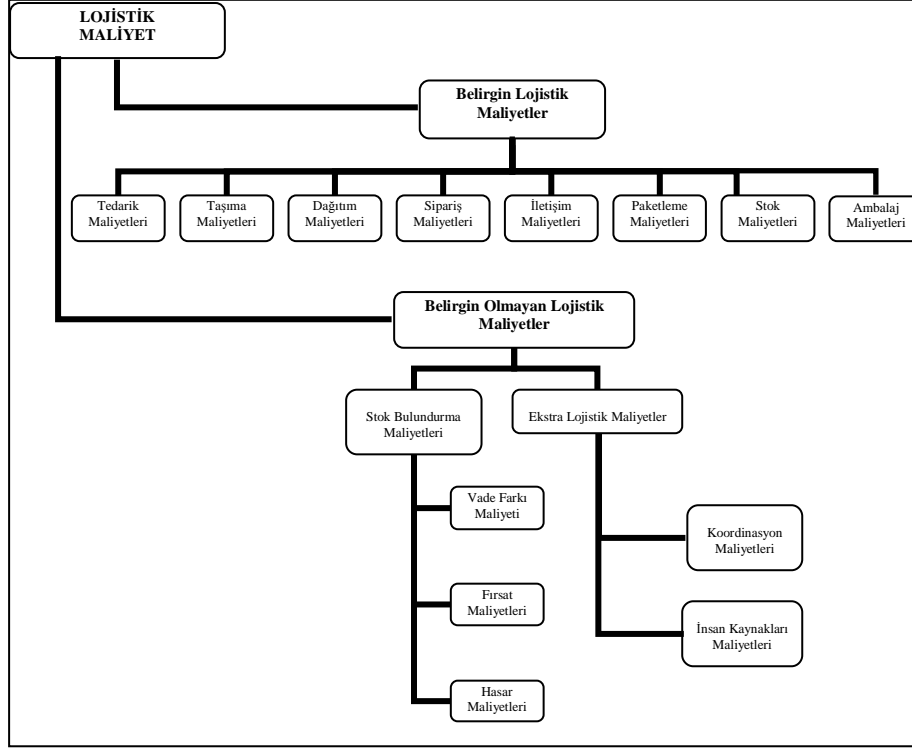 LOJİSTİK
MALİYET
Belirgin Lojistik
Maliyetler
Tedarik
Maliyetleri
Taşıma
Maliyetleri
Dağıtım
Maliyetleri
Sipariş
Maliyetleri
İletişim
Maliyetleri
Paketleme
Maliyetleri
Stok
Maliyetleri
Ambalaj
Maliyetleri
Belirgin Olmayan Lojistik
Maliyetler
Stok Bulundurma
Maliyetleri
Ekstra Lojistik Maliyetler
Vade Farkı
Maliyeti
Fırsat
Maliyetleri
Hasar
Maliyetleri
Koordinasyon
Maliyetleri
İnsan Kaynakları
Maliyetleri